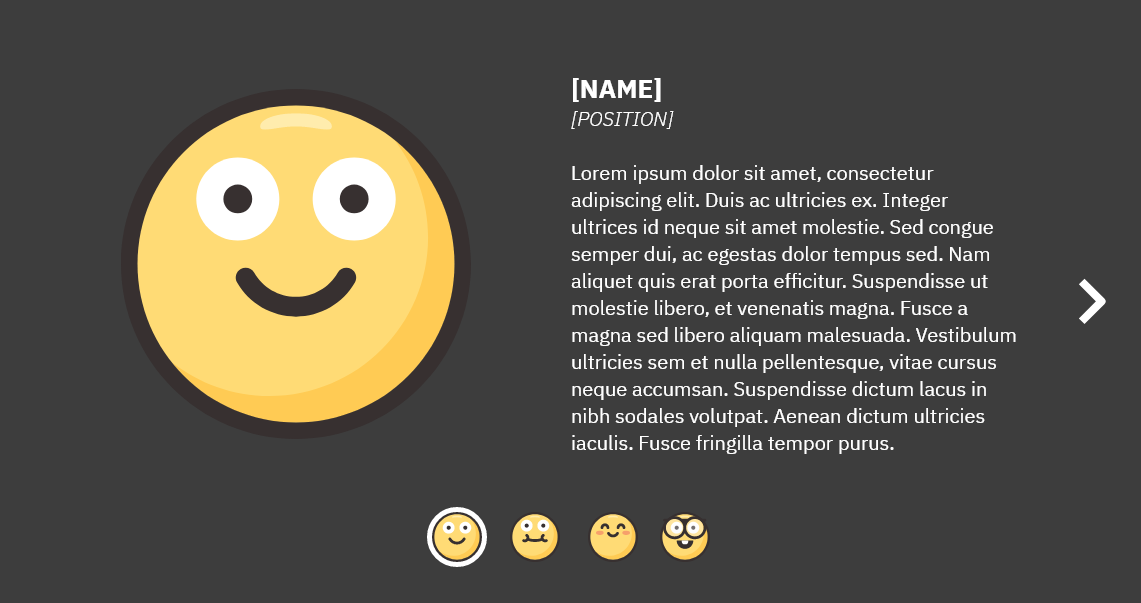 [NAME]
[POSITION]
Lorem ipsum dolor sit amet, consectetur
adipiscing elit. Duis ac ultricies ex. Integer
ultrices id neque sit amet molestie. Sed congue
semper dui, ac egestas dolor tempus sed. Nam
aliquet quis erat porta efficitur. Suspendisse ut
molestie libero, et venenatis magna. Fusce a
magna sed libero aliquam malesuada. Vestibulum
ultricies sem et nulla pellentesque, vitae cursus
neque accumsan. Suspendisse dictum lacus in
nibh sodales volutpat. Aenean dictum ultricies
iaculis. Fusce fringilla tempor purus.